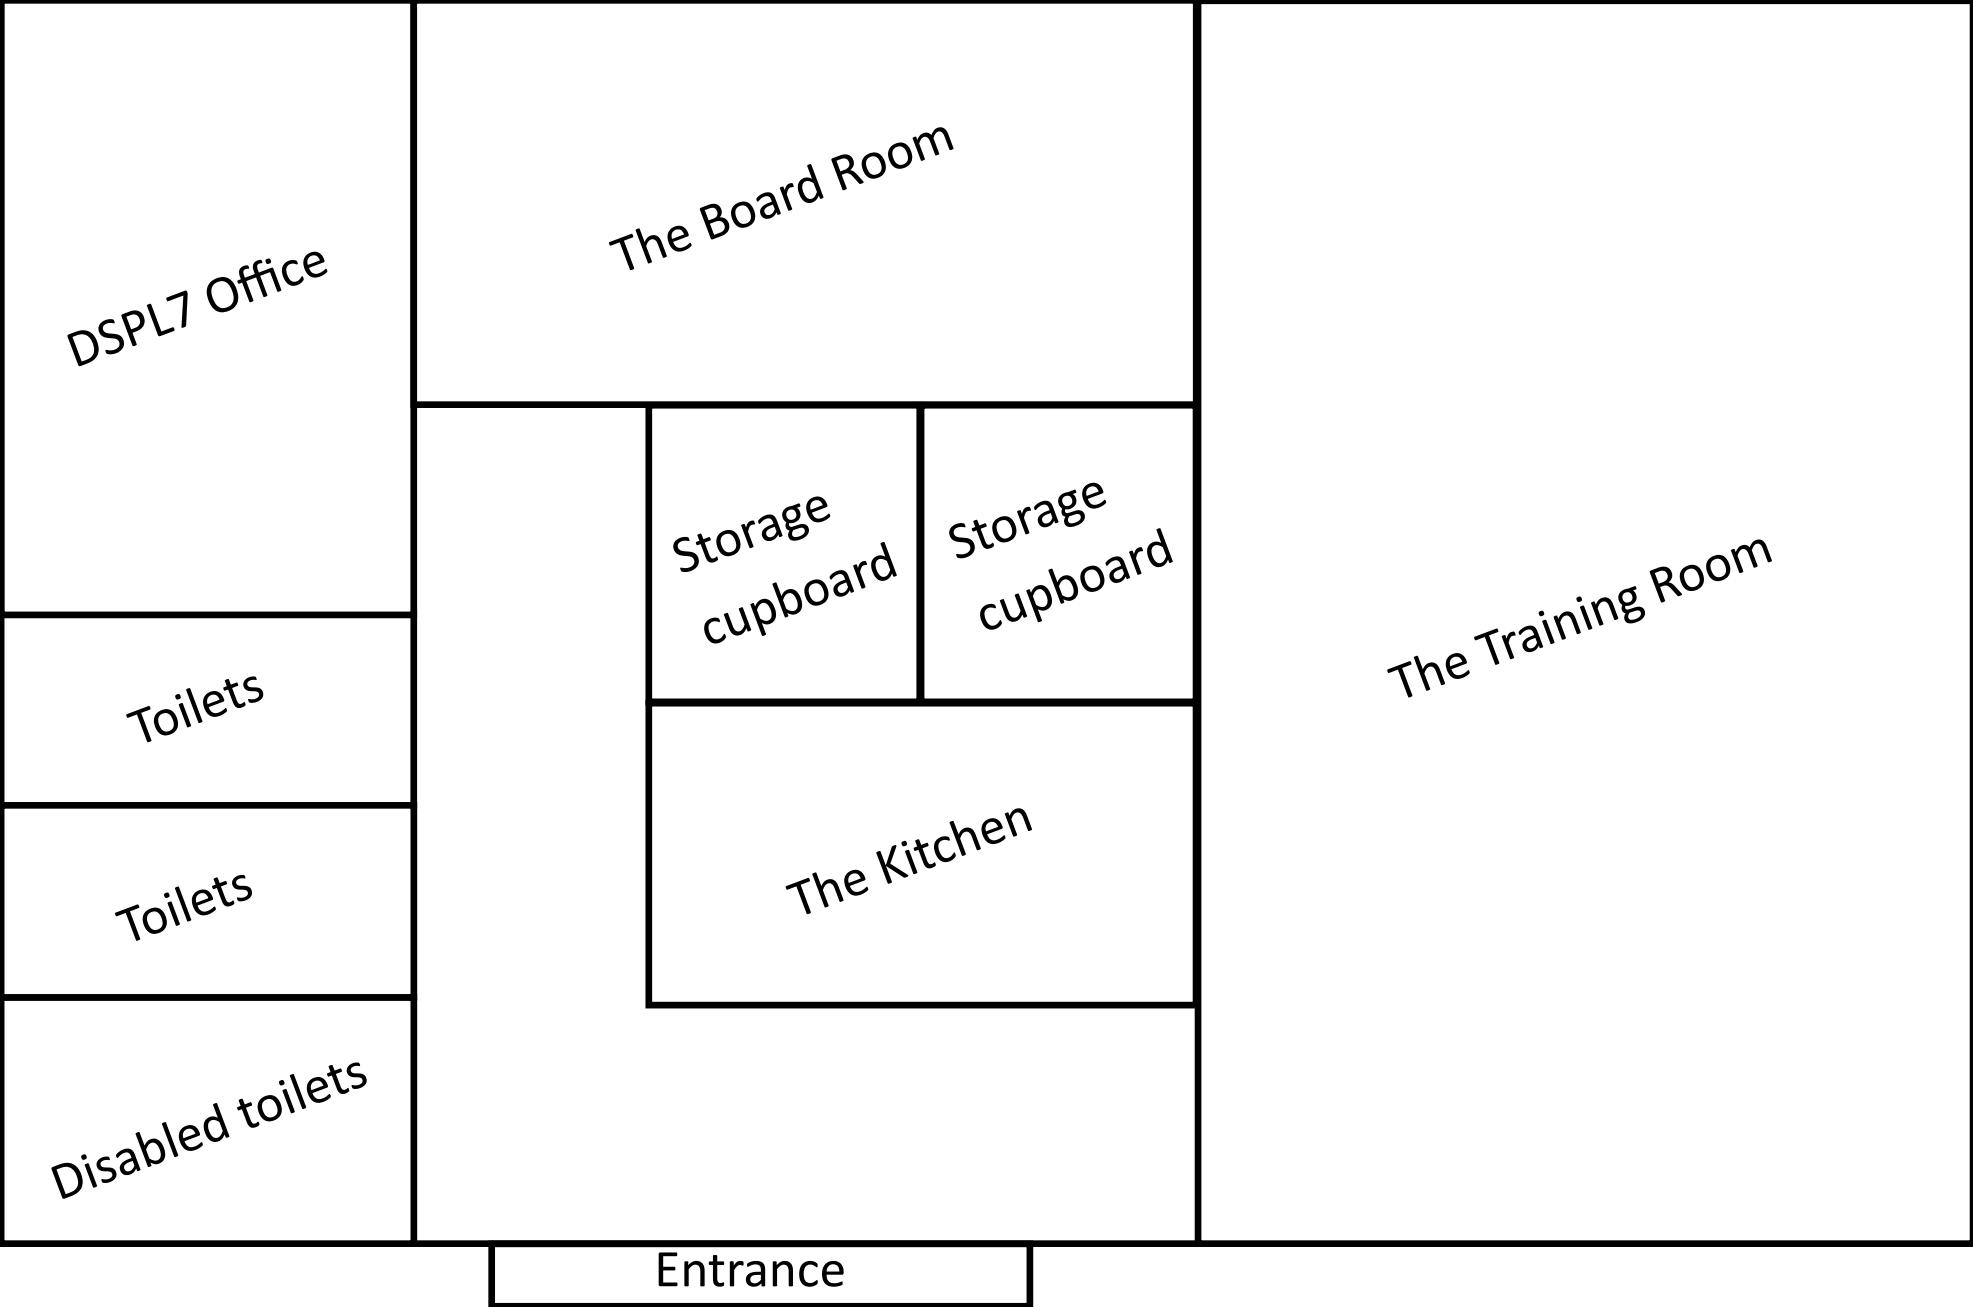 The Board Room
DSPL7 Office
Storage
cupboard
Storage
cupboard
The Training Room
Toilets
The Kitchen
Toilets
Disabled toilets
Entrance